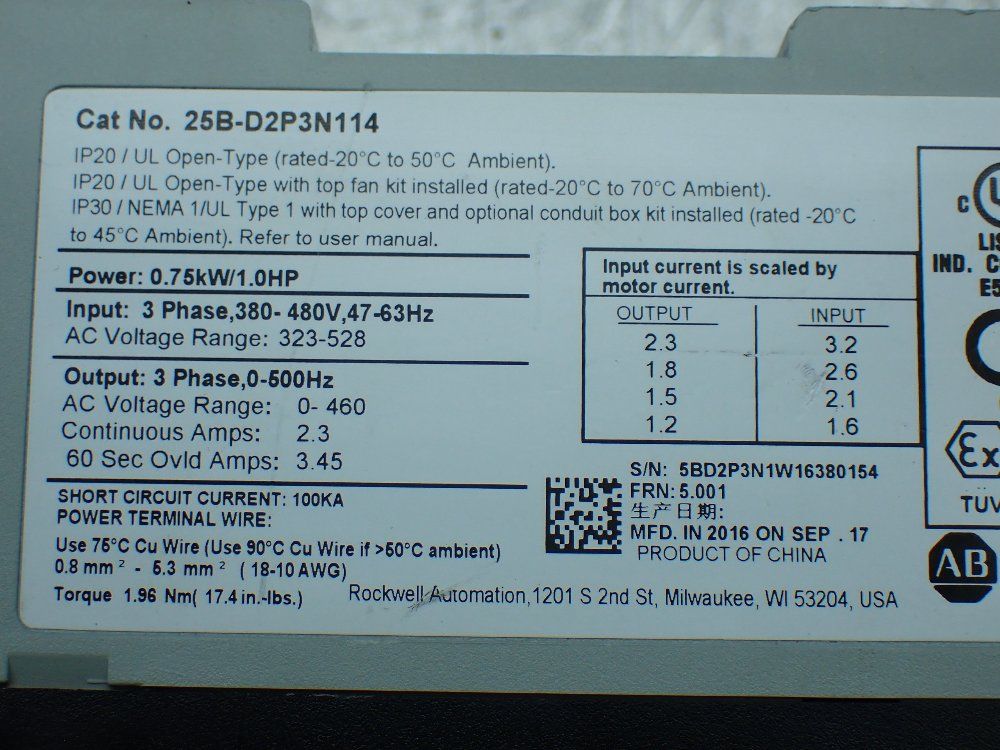 Cat No. 25B-D2P3N114
IP20 / UL Open-Type (rated-20°C to 50°C Ambient).
IP20 / UL Open-Type with top fan kit installed (rated-20°C to 70°C Ambient).
IP30 / NEMA 1/UL Type 1 with top cover and optional conduit box kit installed (rated -20°C
to 45°C Ambient). Refer to user manual.
Power: 0.75kW/1.0HP
Input: 3 Phase,380- 480V,47-63Hz
AC Voltage Range: 323-528
Output: 3 Phase,0-500Hz
AC Voltage Range: 0- 460
Continuous Amps: 2.3
60 Sec Ovld Amps: 3.45
SHORT CIRCUIT CURRENT: 100KA
POWER TERMINAL WIRE:
Use 75°C Cu Wire (Use 90°C Cu Wire if >50°C ambient)
0.8 mm² - 5.3 mm² (18-10 AWG)
Torque 1.96 Nm( 17.4 in.-lbs.)
Input current is scaled by
motor current.
OUTPUT INPUT
2.3 3.2
1.8 2.6
1.5 2.1
1.2 1.6
S/N: 5BD2P3N1W16380154
FRN: 5.001
生产日期:
MFD. IN 2016 ON SEP . 17
PRODUCT OF CHINA
Rockwell Automation,1201 S 2nd St, Milwaukee, WI 53204, USA
C
IND. C
Ex
TUV
AB